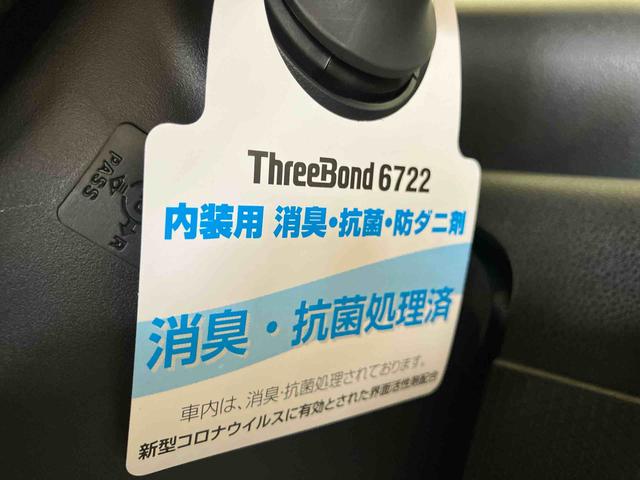 ThreeBond 6722
内装用 消臭・抗菌・防ダニ剤
消臭・抗菌処理済
車内は、消臭・抗菌処理されております。
新型コロナウイルスに有効とされた界面活性剤配合
PASS
AIR